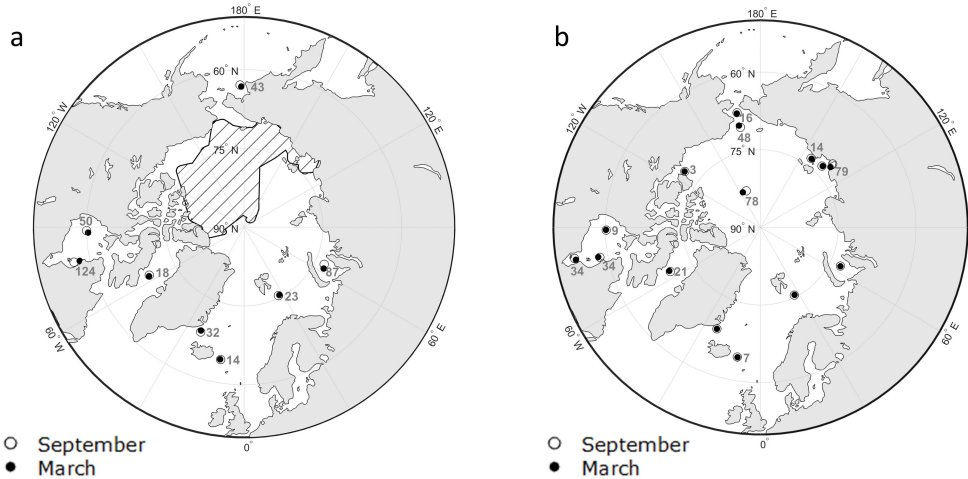 a
180° E
60° N
43
120° W
120° E
75° N
50
90° N
124
18
87
23
32
14
60° W
60° E
0°
September
March
b
180° E
60° N
120° W
16
120° E
48
75° N
14
3
79
78
9
90° N
34
34
21
7
60° W
60° E
0°
September
March